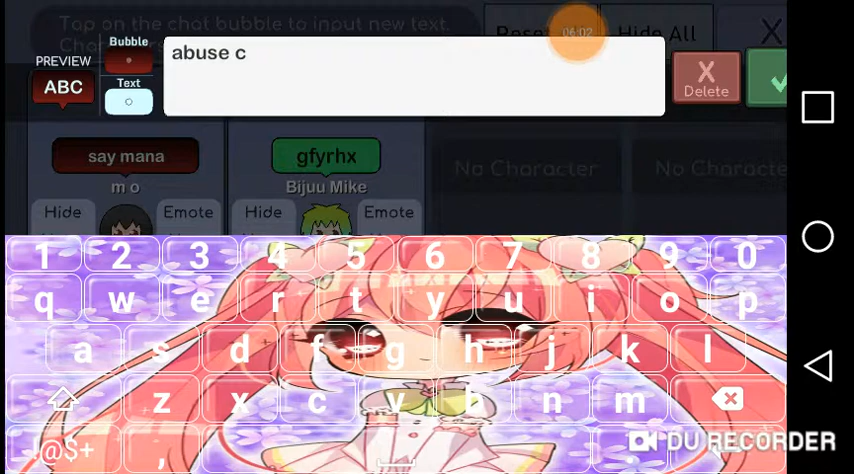 Tap on the chat bubble to input new text.
Hide All
X
06:02
Bubble
abuse c
PREVIEW
ABC
Text
X
Delete
say mana
gfyrhx
No Character
No Characte
m o
Bijuu Mike
Hide
Emote
Hide
Emote
1 2 3 4 5 6 7 8 9 0
q w e r t y u i o p
a s d f g h j k l
z x c v b n m
!@$+ ,
DU RECORDER